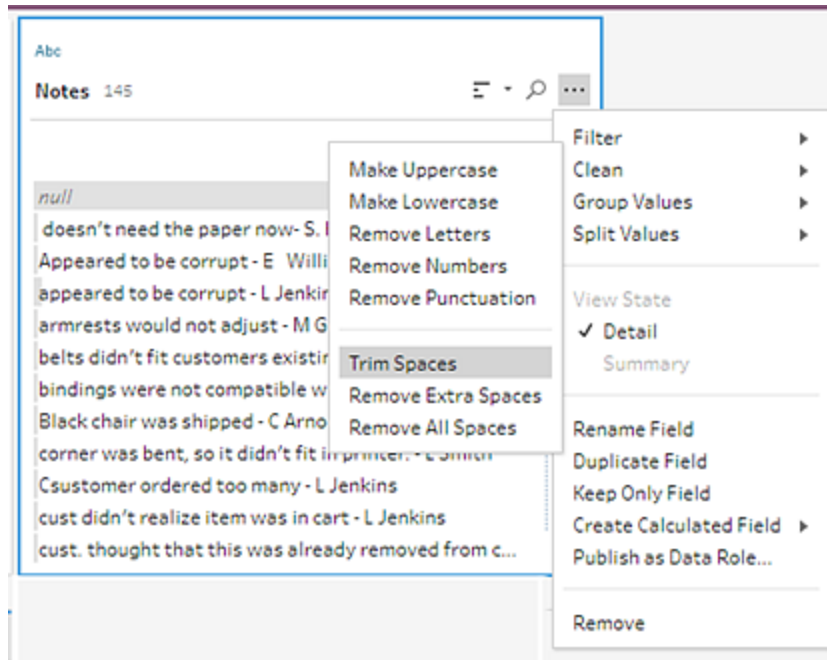 Abc
Notes 145
null
doesn't need the paper now- S.
Appeared to be corrupt - E Willi
appeared to be corrupt - L Jenkir
armrests would not adjust - M G
belts didn't fit customers existir
bindings were not compatible w
Black chair was shipped - C Arno
corner was bent, so it didn't fit in printer. - L Smith
Csustomer ordered too many - L Jenkins
cust didn't realize item was in cart - L Jenkins
cust. thought that this was already removed from c...
Make Uppercase
Make Lowercase
Remove Letters
Remove Numbers
Remove Punctuation
Trim Spaces
Remove Extra Spaces
Remove All Spaces
Filter
Clean
Group Values
Split Values
View State
✓ Detail
Summary
Rename Field
Duplicate Field
Keep Only Field
Create Calculated Field
Publish as Data Role...
Remove